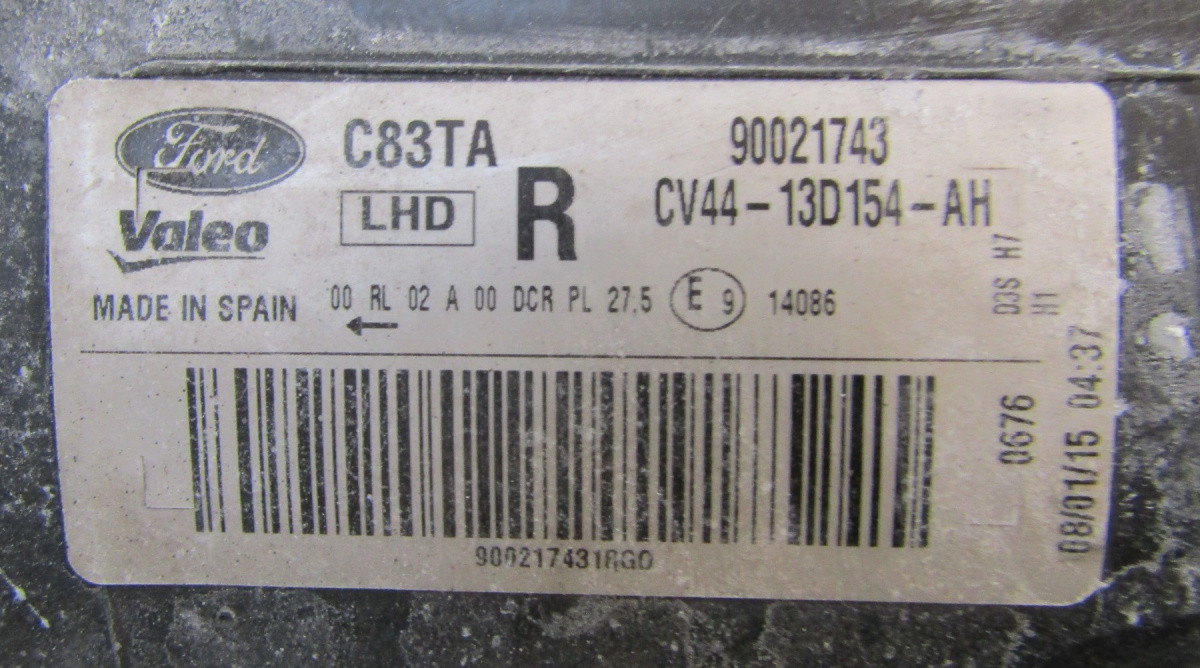 Ford
C83TA
90021743
Valeo
LHD
R
CV44-13D154-AH
MADE IN SPAIN
00 RL 02 A 00 DCR PL 27,5
E 9
14086
D3S H7
H1
0676
08/01/15 04:37